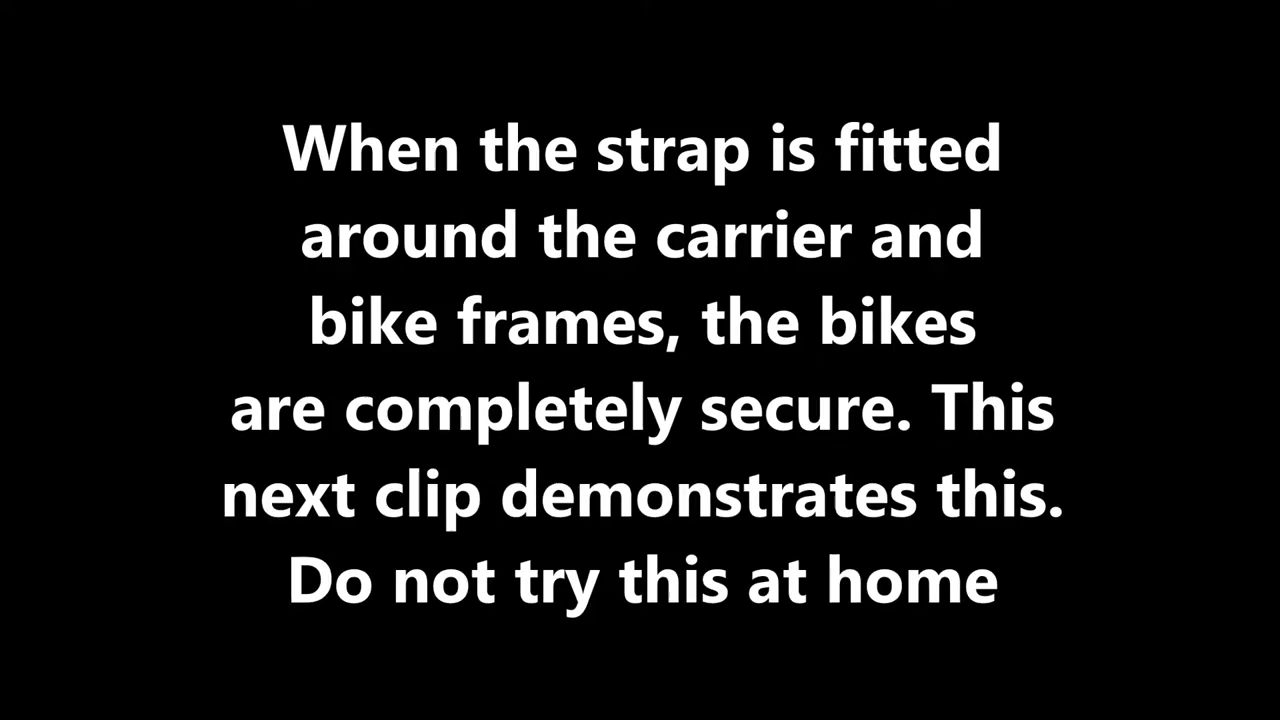 When the strap is fitted
around the carrier and
bike frames, the bikes
are completely secure. This
next clip demonstrates this.
Do not try this at home